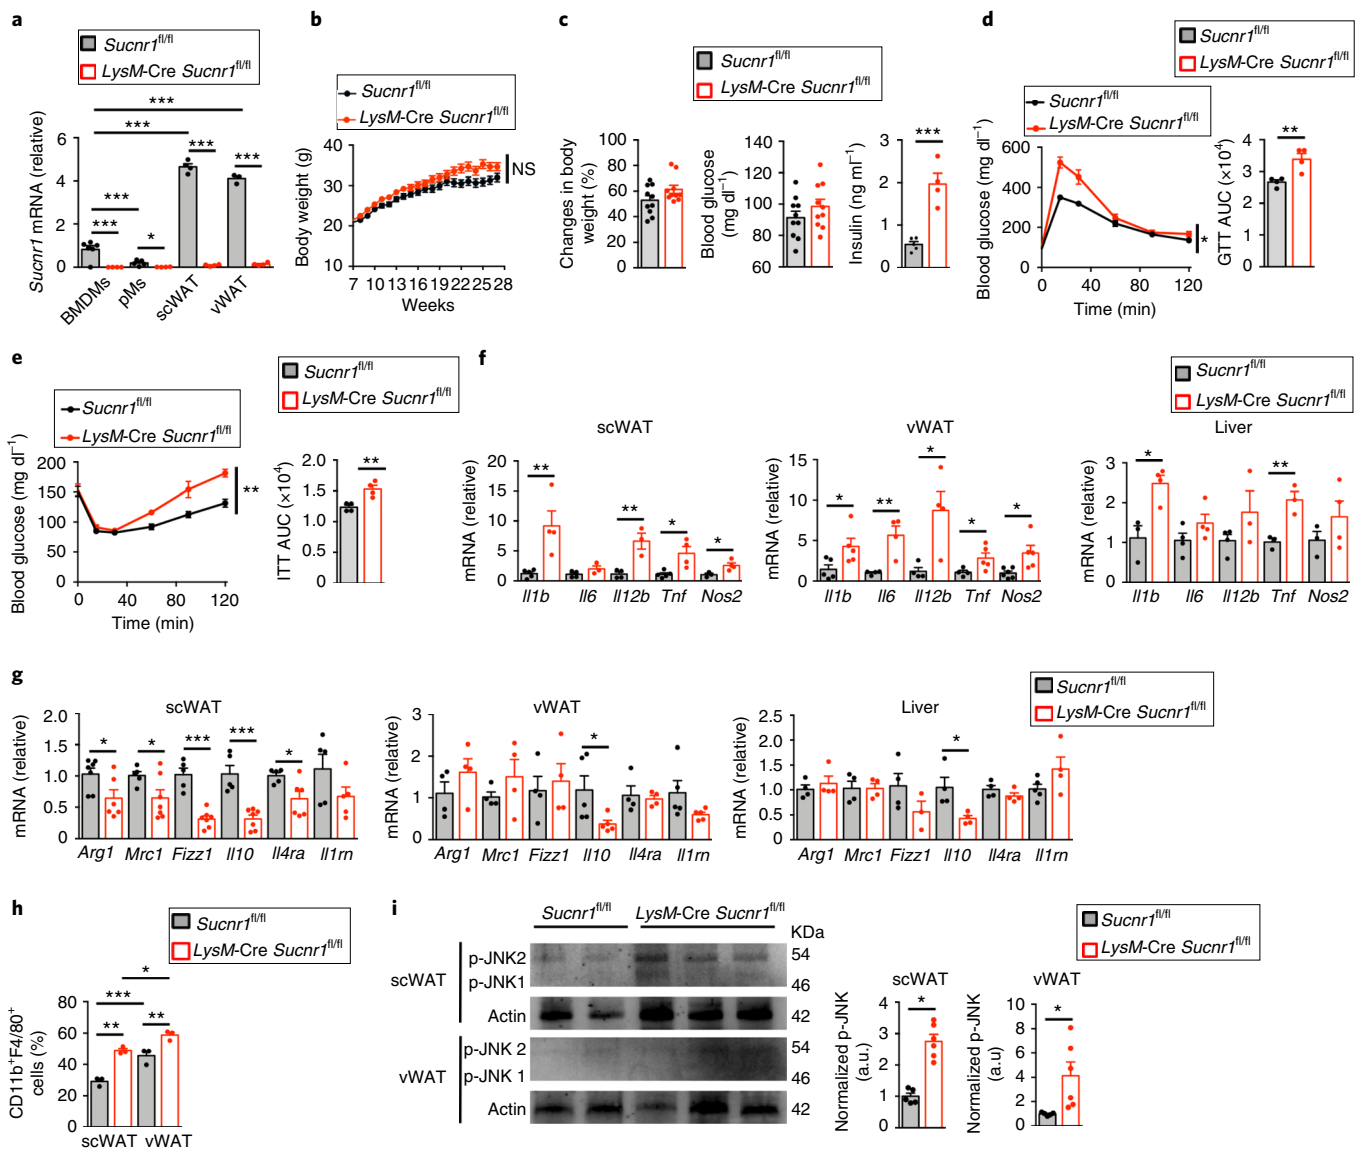 a
Sucnr1fl/fl
LysM-Cre Sucnr1fl/fl
Sucnr1 mRNA (relative)
6
4
2
0
***
***
***
***
***
***
*
BMDMs
pMs
scWAT
vWAT
b
Sucnr1fl/fl
LysM-Cre Sucnr1fl/fl
Body weight (g)
40
30
20
10
NS
7 10 13 16 19 22 25 28
Weeks
c
Sucnr1fl/fl
LysM-Cre Sucnr1fl/fl
Changes in body
weight (%)
100
80
60
40
20
0
Blood glucose
(mg dl−1)
140
120
100
80
60
Insulin (ng ml−1)
3
2
1
0
***
d
Sucnr1fl/fl
LysM-Cre Sucnr1fl/fl
Sucnr1fl/fl
LysM-Cre Sucnr1fl/fl
Blood glucose (mg dl−1)
600
400
200
0
*
0 40 80 120
Time (min)
GTT AUC (×10⁴)
4
3
2
1
0
**
e
Sucnr1fl/fl
LysM-Cre Sucnr1fl/fl
Sucnr1fl/fl
LysM-Cre Sucnr1fl/fl
Blood glucose (mg dl−1)
200
150
100
50
0
**
0 40 80 120
Time (min)
ITT AUC (×10⁴)
2.0
1.5
1.0
0.5
0
**
f
Sucnr1fl/fl
LysM-Cre Sucnr1fl/fl
scWAT
mRNA (relative)
20
15
10
5
0
** ** * *
Il1b Il6 Il12b Tnf Nos2
vWAT
mRNA (relative)
15
10
5
0
* ** * * *
Il1b Il6 Il12b Tnf Nos2
Liver
mRNA (relative)
3
2
1
0
* **
Il1b Il6 Il12b Tnf Nos2
g
Sucnr1fl/fl
LysM-Cre Sucnr1fl/fl
scWAT
mRNA (relative)
2.0
1.5
1.0
0.5
0
* * *** *** *
Arg1 Mrc1 Fizz1 Il10 Il4ra Il1rn
vWAT
mRNA (relative)
3
2
1
0
*
Arg1 Mrc1 Fizz1 Il10 Il4ra Il1rn
Liver
mRNA (relative)
2.5
2.0
1.5
1.0
0.5
0
*
Arg1 Mrc1 Fizz1 Il10 Il4ra Il1rn
h
Sucnr1fl/fl
LysM-Cre Sucnr1fl/fl
CD11b+F4/80+
cells (%)
80
60
40
20
0
*
***
** **
scWAT vWAT
i
Sucnr1fl/fl LysM-Cre Sucnr1fl/fl
KDa
scWAT
p-JNK2 54
p-JNK1 46
Actin 42
vWAT
p-JNK 2 54
p-JNK 1 46
Actin 42
Sucnr1fl/fl
LysM-Cre Sucnr1fl/fl
scWAT
Normalized p-JNK
(a.u.)
4
3
2
1
0
*
vWAT
Normalized p-JNK
(a.u)
10
8
6
4
2
0
*